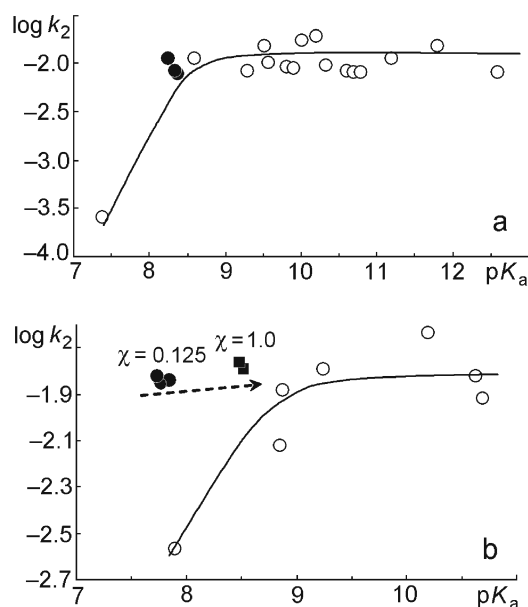 log k₂
−1.5
−2.0
−2.5
−3.0
−3.5
−4.0
a
7 8 9 10 11 12 pKₐ
log k₂
χ = 0.125
χ = 1.0
−1.9
−2.1
−2.3
−2.5
−2.7
b
7 8 9 10 pKₐ